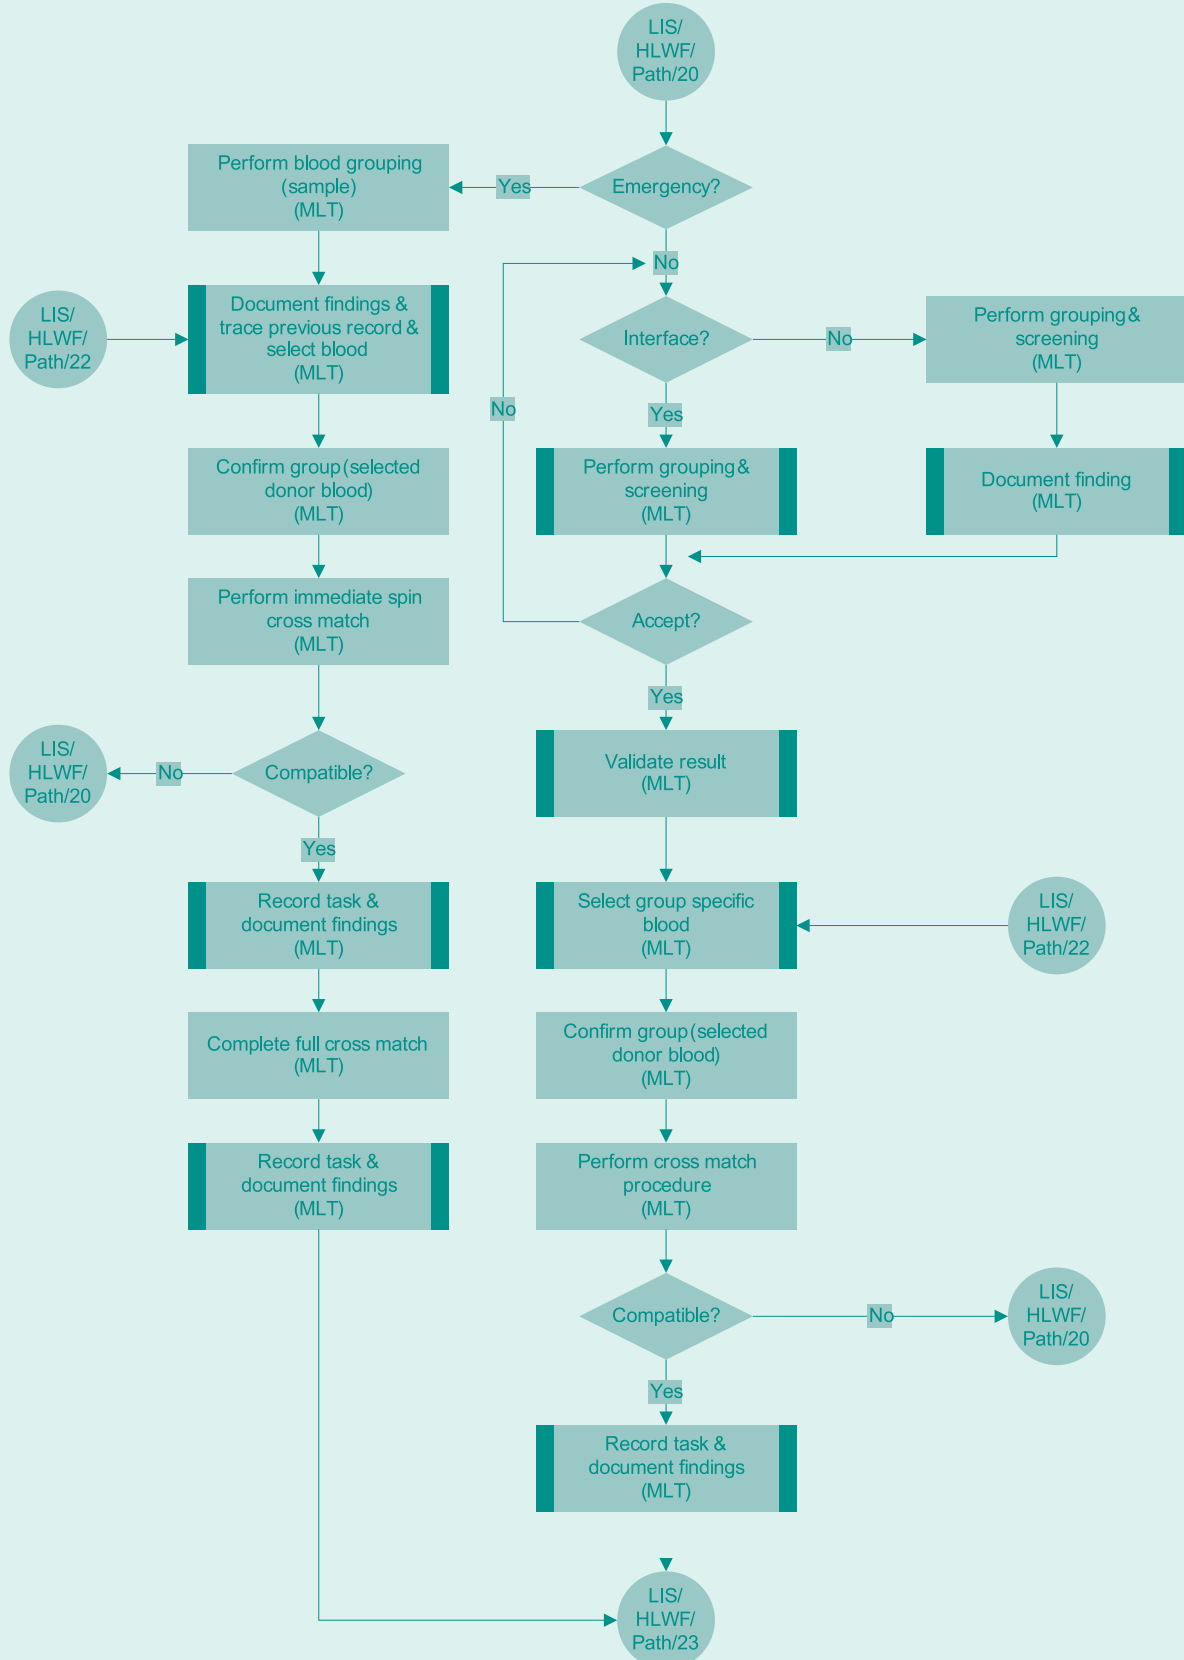 LIS/
HLWF/
Path/20
Emergency?
Yes
Perform blood grouping
(sample)
(MLT)
No
LIS/
HLWF/
Path/22
Document findings &
trace previous record &
select blood
(MLT)
Interface?
No
Perform grouping &
screening
(MLT)
No
Yes
Confirm group (selected
donor blood)
(MLT)
Perform grouping &
screening
(MLT)
Document finding
(MLT)
Perform immediate spin
cross match
(MLT)
Accept?
Yes
LIS/
HLWF/
Path/20
No
Compatible?
Validate result
(MLT)
Yes
Record task &
document findings
(MLT)
Select group specific
blood
(MLT)
LIS/
HLWF/
Path/22
Complete full cross match
(MLT)
Confirm group (selected
donor blood)
(MLT)
Record task &
document findings
(MLT)
Perform cross match
procedure
(MLT)
Compatible?
No
LIS/
HLWF/
Path/20
Yes
Record task &
document findings
(MLT)
LIS/
HLWF/
Path/23